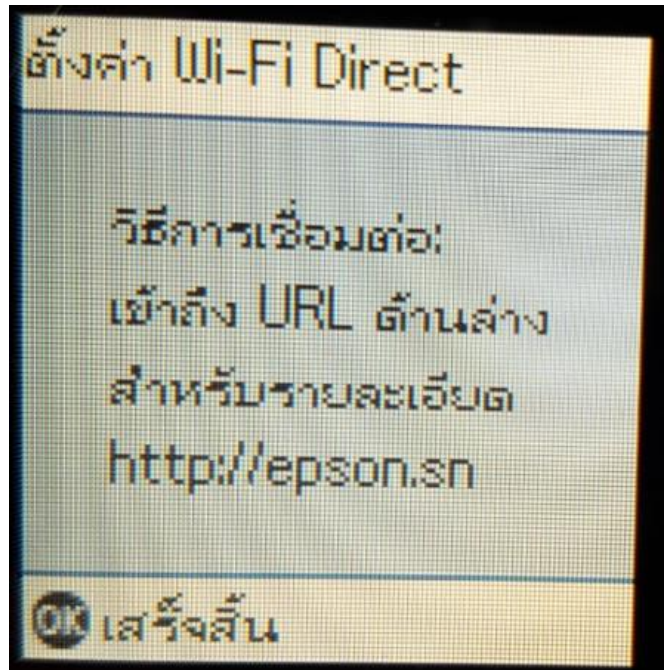 ตั้งค่า Wi-Fi Direct
วิธีการเชื่อมต่อ:
เข้าถึง URL ด้านล่าง
สำหรับรายละเอียด
http://epson.sn
OK เสร็จสิ้น